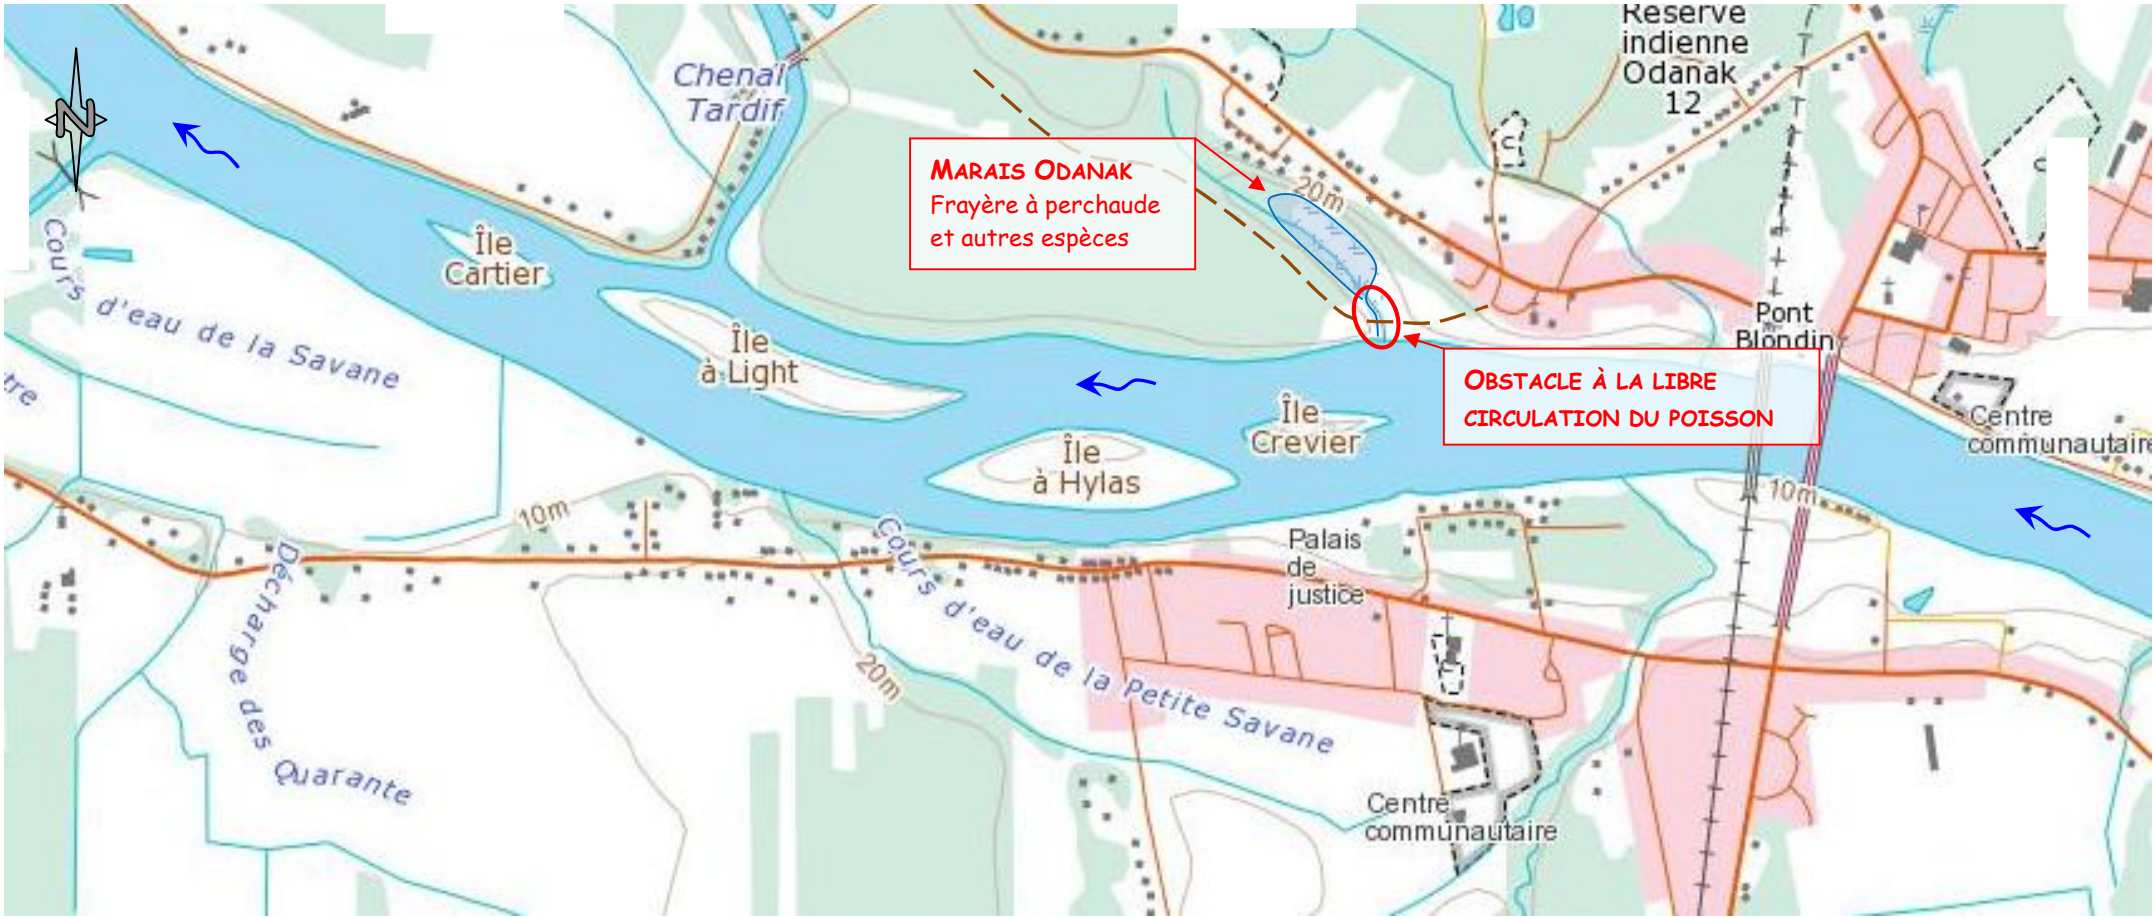 Réserve
indienne
Odanak
12
Chenal
Tardif
N
MARAIS ODANAK
Frayère à perchaude
et autres espèces
20m
Île
Cartier
Cours d'eau de la Savane
Île
à Light
Pont
Blondin
OBSTACLE À LA LIBRE
CIRCULATION DU POISSON
tre
Île
Crevier
Centre
communautaire
Île
à Hylas
10m
10m
Palais
de
justice
Cours d'eau de la Petite Savane
Décharge des Quarante
20m
Centre
communautaire